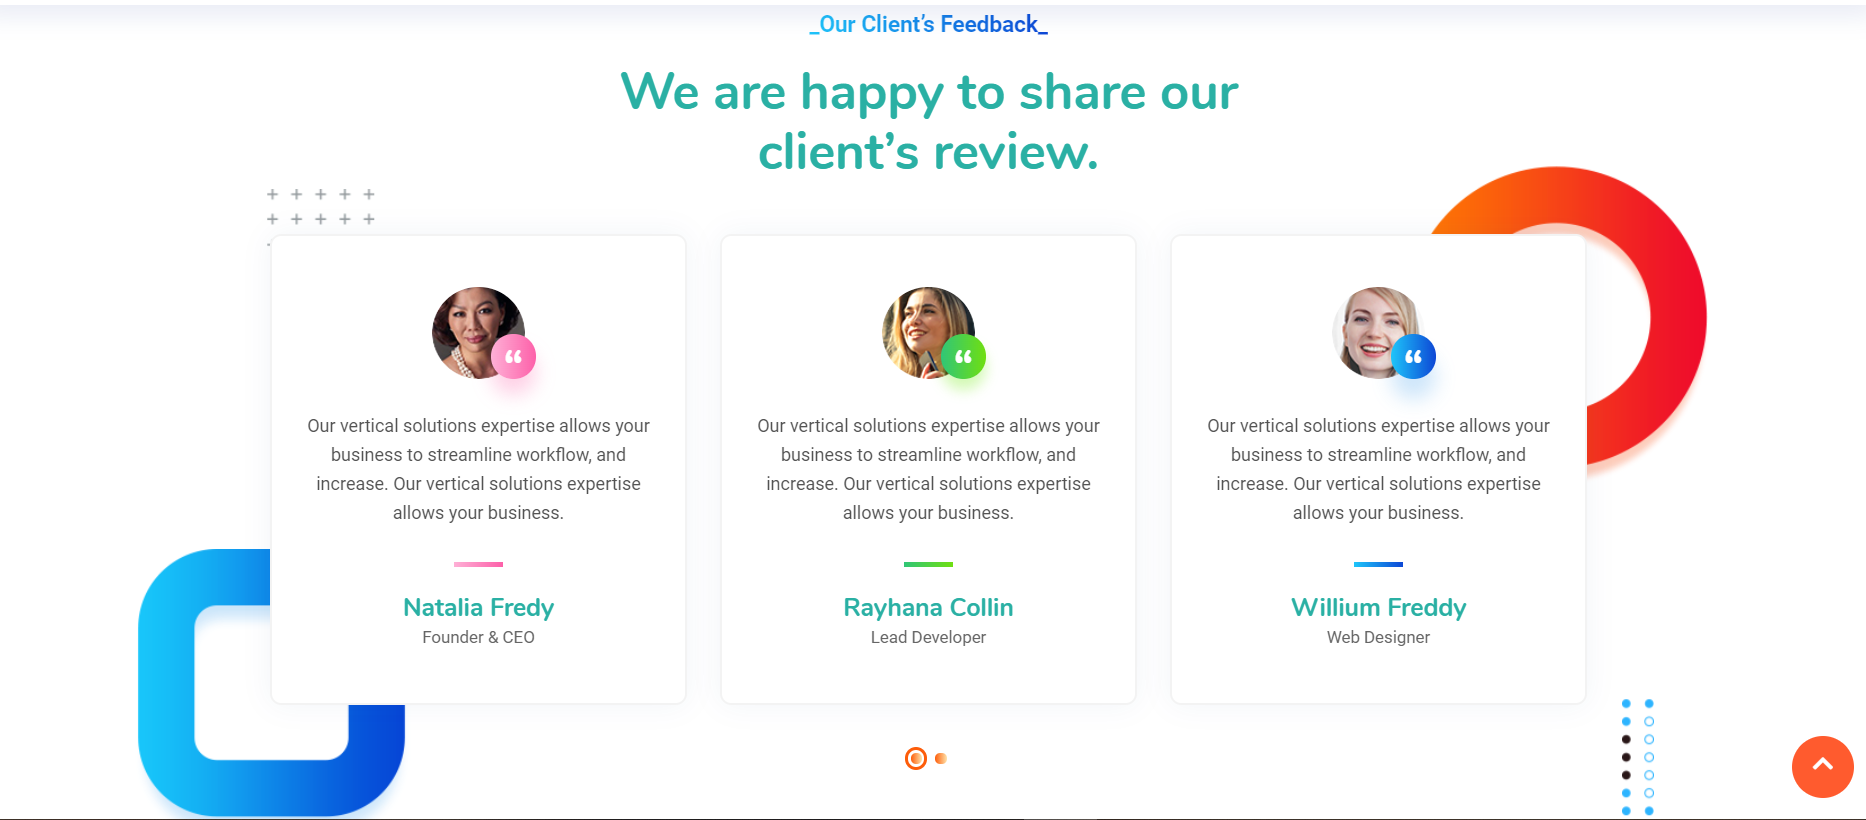 _Our Client’s Feedback_
We are happy to share our
client’s review.
Our vertical solutions expertise allows your
business to streamline workflow, and
increase. Our vertical solutions expertise
allows your business.
Natalia Fredy
Founder & CEO
Our vertical solutions expertise allows your
business to streamline workflow, and
increase. Our vertical solutions expertise
allows your business.
Rayhana Collin
Lead Developer
Our vertical solutions expertise allows your
business to streamline workflow, and
increase. Our vertical solutions expertise
allows your business.
Willium Freddy
Web Designer